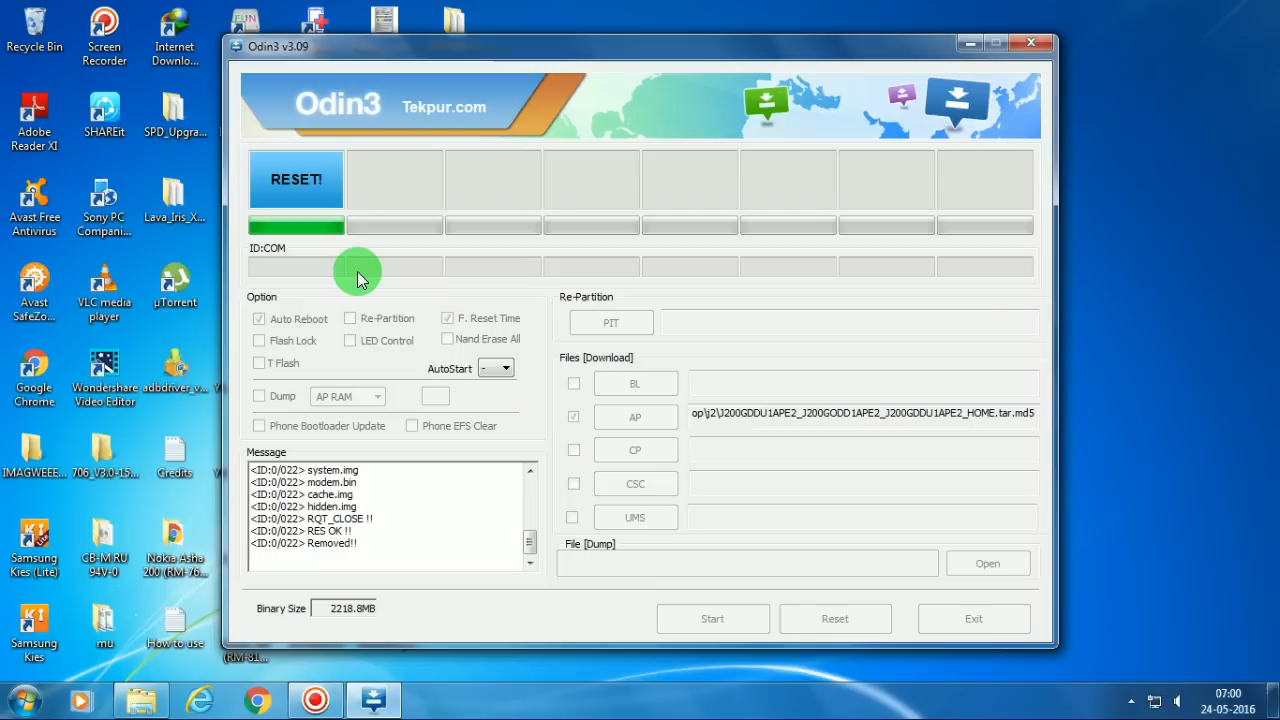 Recycle Bin
Screen Recorder
Internet Downlo...
FUN
Adobe Reader XI
SHAREit
SPD_Upgra...
Avast Free Antivirus
Sony PC Compani...
Lava_Iris_X...
Avast SafeZo...
VLC media player
µTorrent
Google Chrome
Wondershare Video Editor
adbdriver_v...
IMAGWEEE...
706_V3.0-15...
Credits
Samsung Kies (Lite)
CB-M RU 94V-0
Nokia Asha 200 (RM-76...
Samsung Kies
mu
How to use
(RM-81...
Odin3 v3.09
Odin3 Tekpur.com
RESET!
ID:COM
Option
Auto Reboot
Re-Partition
F. Reset Time
Flash Lock
LED Control
Nand Erase All
T Flash
AutoStart -
Dump
AP RAM
Phone Bootloader Update
Phone EFS Clear
Message
<ID:0/022> system.img
<ID:0/022> modem.bin
<ID:0/022> cache.img
<ID:0/022> hidden.img
<ID:0/022> RQT_CLOSE !!
<ID:0/022> RES OK !!
<ID:0/022> Removed!!
Binary Size 2218.8MB
Re-Partition
PIT
Files [Download]
BL
AP op\j2\J200GDDU1APE2_J200GODD1APE2_J200GDDU1APE2_HOME.tar.md5
CP
CSC
UMS
File [Dump]
Open
Start
Reset
Exit
07:00
24-05-2016